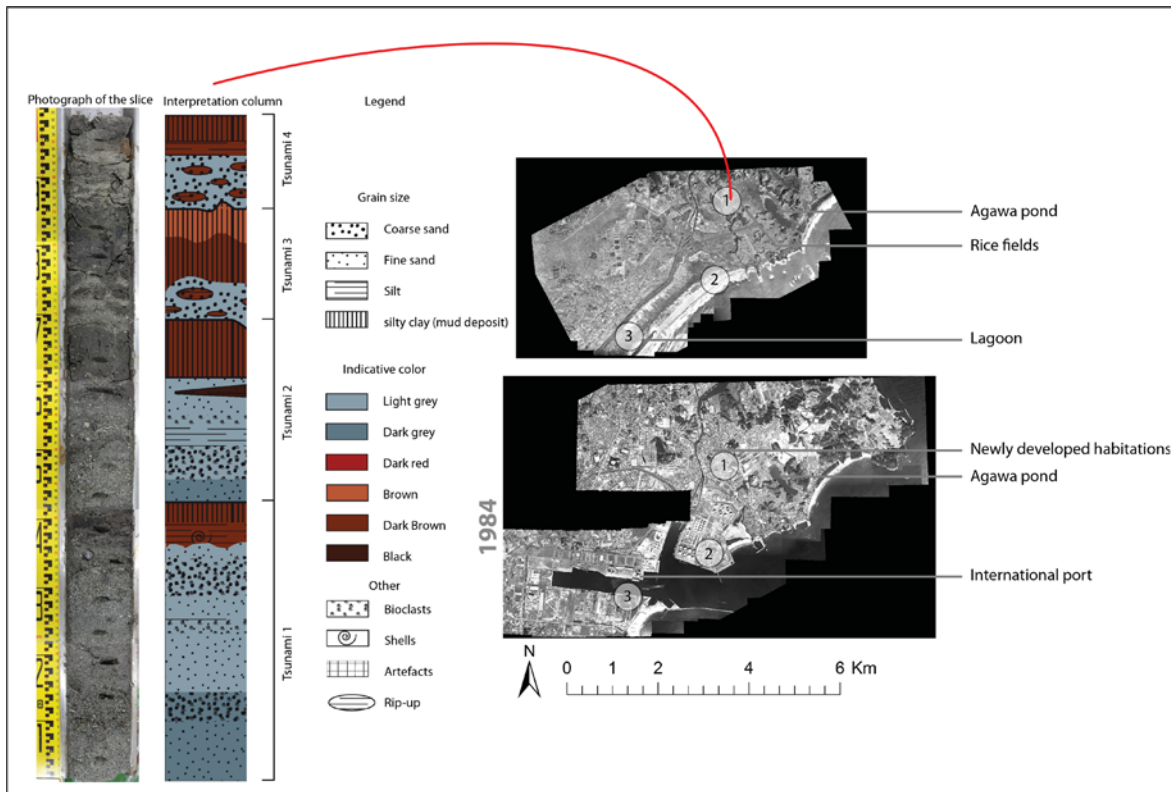 Photograph of the slice
Interpretation column
Legend
Tsunami 4
Tsunami 3
Tsunami 2
Tsunami 1
Grain size
Coarse sand
Fine sand
Silt
silty clay (mud deposit)
Indicative color
Light grey
Dark grey
Dark red
Brown
Dark Brown
Black
Other
Bioclasts
Shells
Artefacts
Rip-up
1
2
3
Agawa pond
Rice fields
Lagoon
1984
1
2
3
Newly developed habitations
Agawa pond
International port
N
0 1 2 4 6 Km